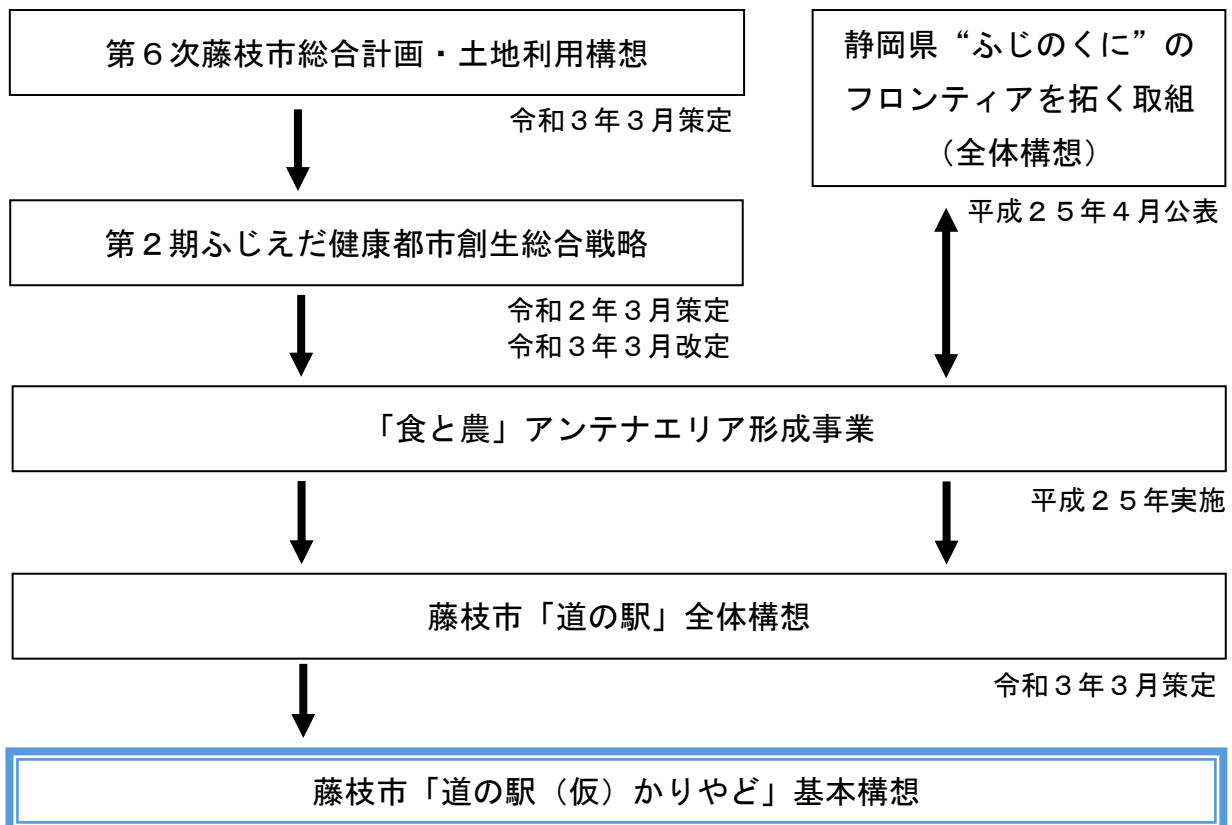 第６次藤枝市総合計画・土地利用構想
令和３年３月策定
静岡県“ふじのくに”の
フロンティアを拓く取組
（全体構想）
平成２５年４月公表
第２期ふじえだ健康都市創生総合戦略
令和２年３月策定
令和３年３月改定
「食と農」アンテナエリア形成事業
平成２５年実施
藤枝市「道の駅」全体構想
令和３年３月策定
藤枝市「道の駅（仮）かりやど」基本構想